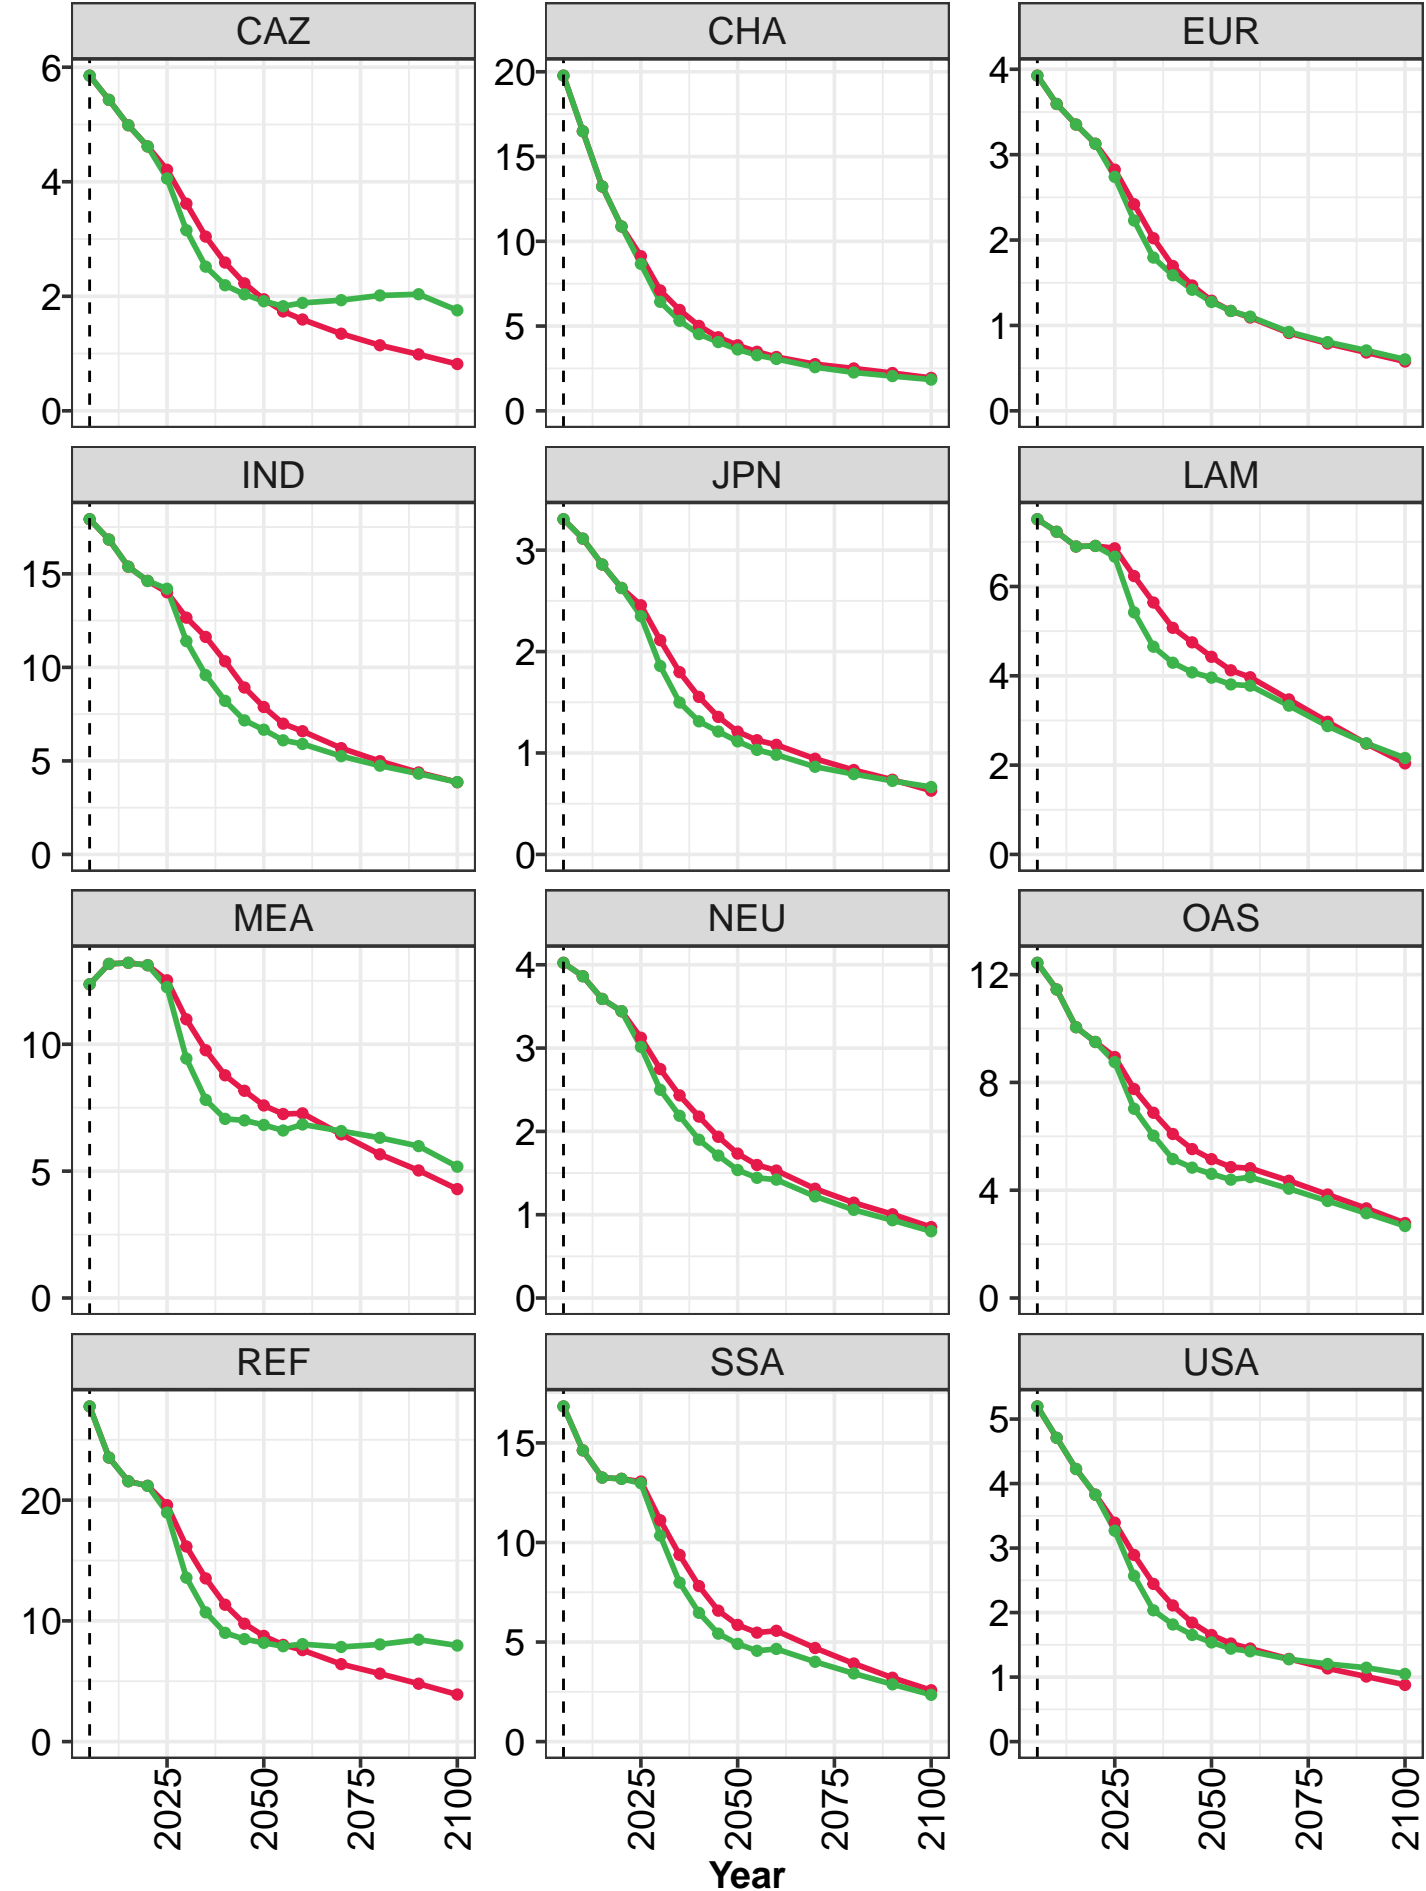 CAZ CHA EUR
6 20 4
4 15 3
2 10 2
0 5 1
0 0
IND JPN LAM
15 3 6
10 2 4
5 1 2
0 0 0
MEA NEU OAS
10 4 12
5 3 8
0 2 4
1 0
0
REF SSA USA
20 15 5
10 10 4
0 5 3
0 2
1
0
2025 2050 2075 2100 2025 2050 2075 2100 2025 2050 2075 2100
Year